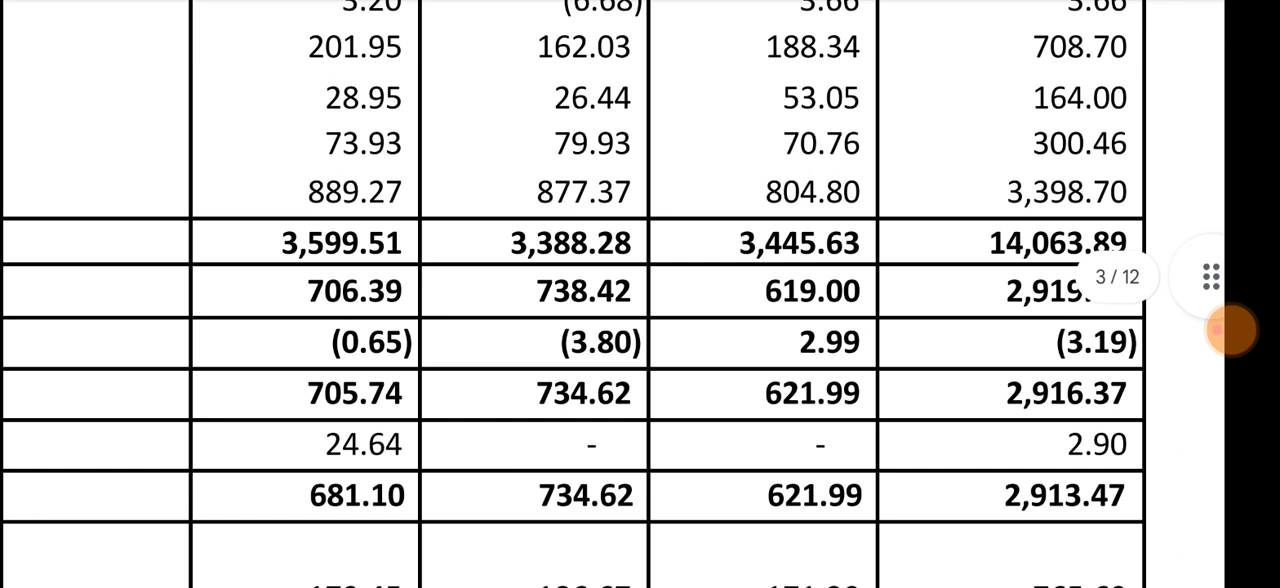 201.95 162.03 188.34 708.70
28.95 26.44 53.05 164.00
73.93 79.93 70.76 300.46
889.27 877.37 804.80 3,398.70
3,599.51 3,388.28 3,445.63 14,063.89
3 / 12
706.39 738.42 619.00
(0.65) (3.80) 2.99 (3.19)
705.74 734.62 621.99 2,916.37
24.64 - - 2.90
681.10 734.62 621.99 2,913.47